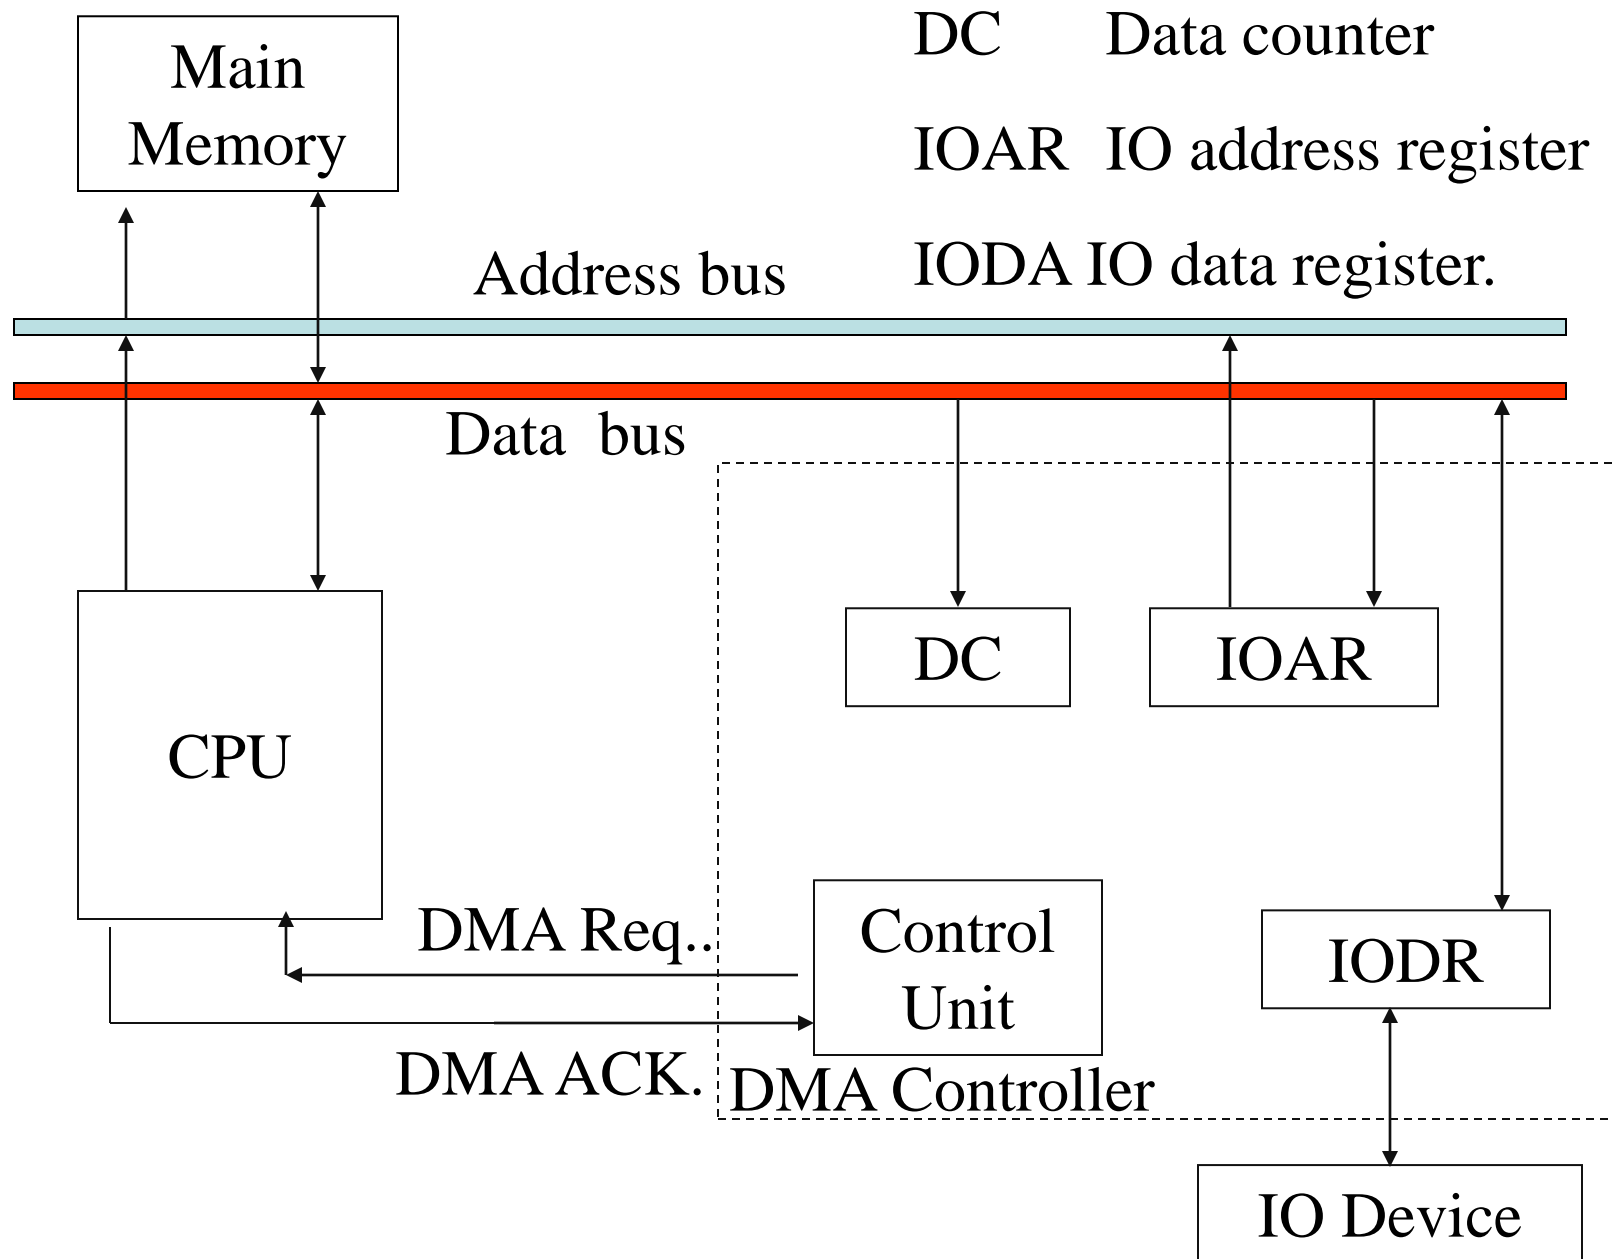 Main
Memory
DC Data counter
IOAR IO address register
IODA IO data register.
Address bus
Data bus
DC
IOAR
CPU
DMA Req..
Control
Unit
IODR
DMA ACK.
DMA Controller
IO Device